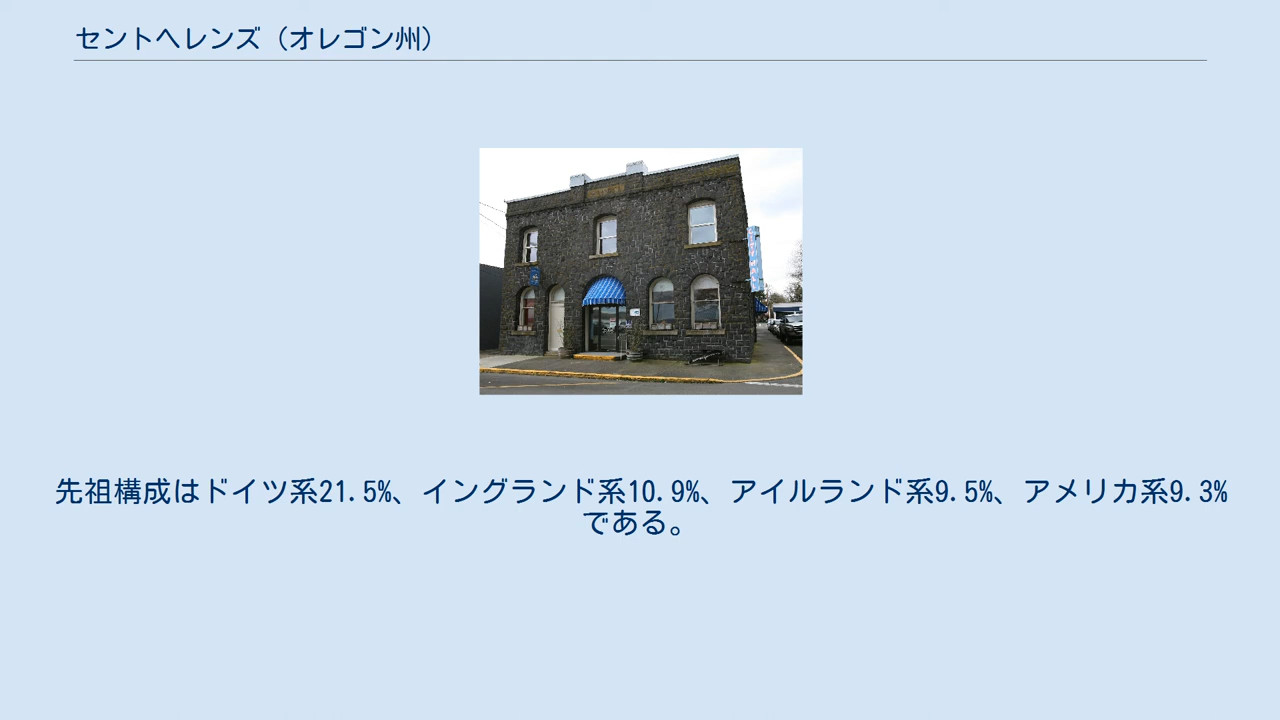 セントヘレンズ（オレゴン州）
先祖構成はドイツ系21.5%、イングランド系10.9%、アイルランド系9.5%、アメリカ系9.3%
である。